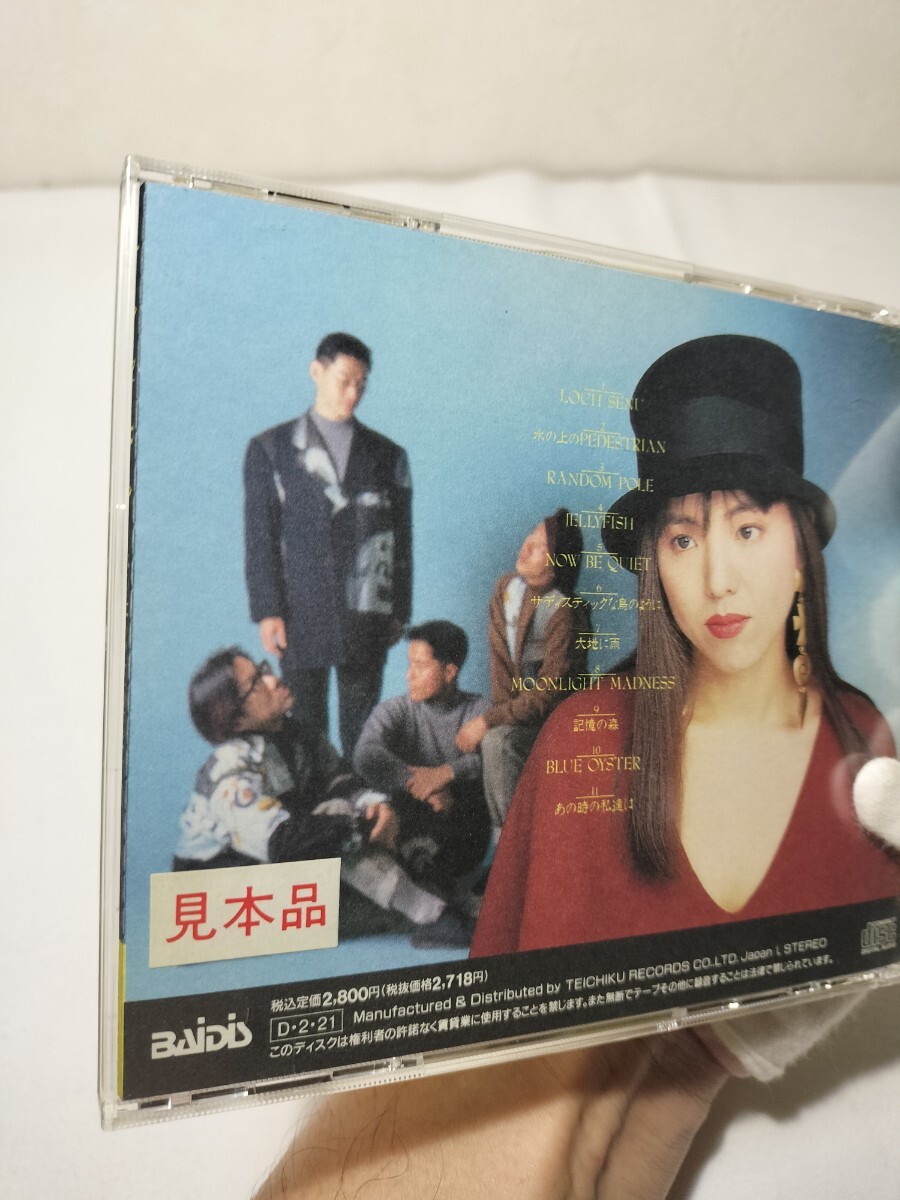 1
2
水の上のPEDESTRIAN
3
RANDOM POLE
4
JELLYFISH
5
NOW BE QUIET
6
サディスティックな鳥のように
7
大地に雨
8
MOONLIGHT MADNESS
9
記憶の森
10
BLUE OYSTER
11
あの時の私達は
見本品
BAIDIS
税込定価2,800円(税抜価格2,718円)
D・2・21
Manufactured & Distributed by TEICHIKU RECORDS CO.,LTD. Japan
STEREO
このディスクは権利者の許諾なく賃貸業に使用することを禁じます。また無断でテープその他に録音することは法律で禁じられています。
disc